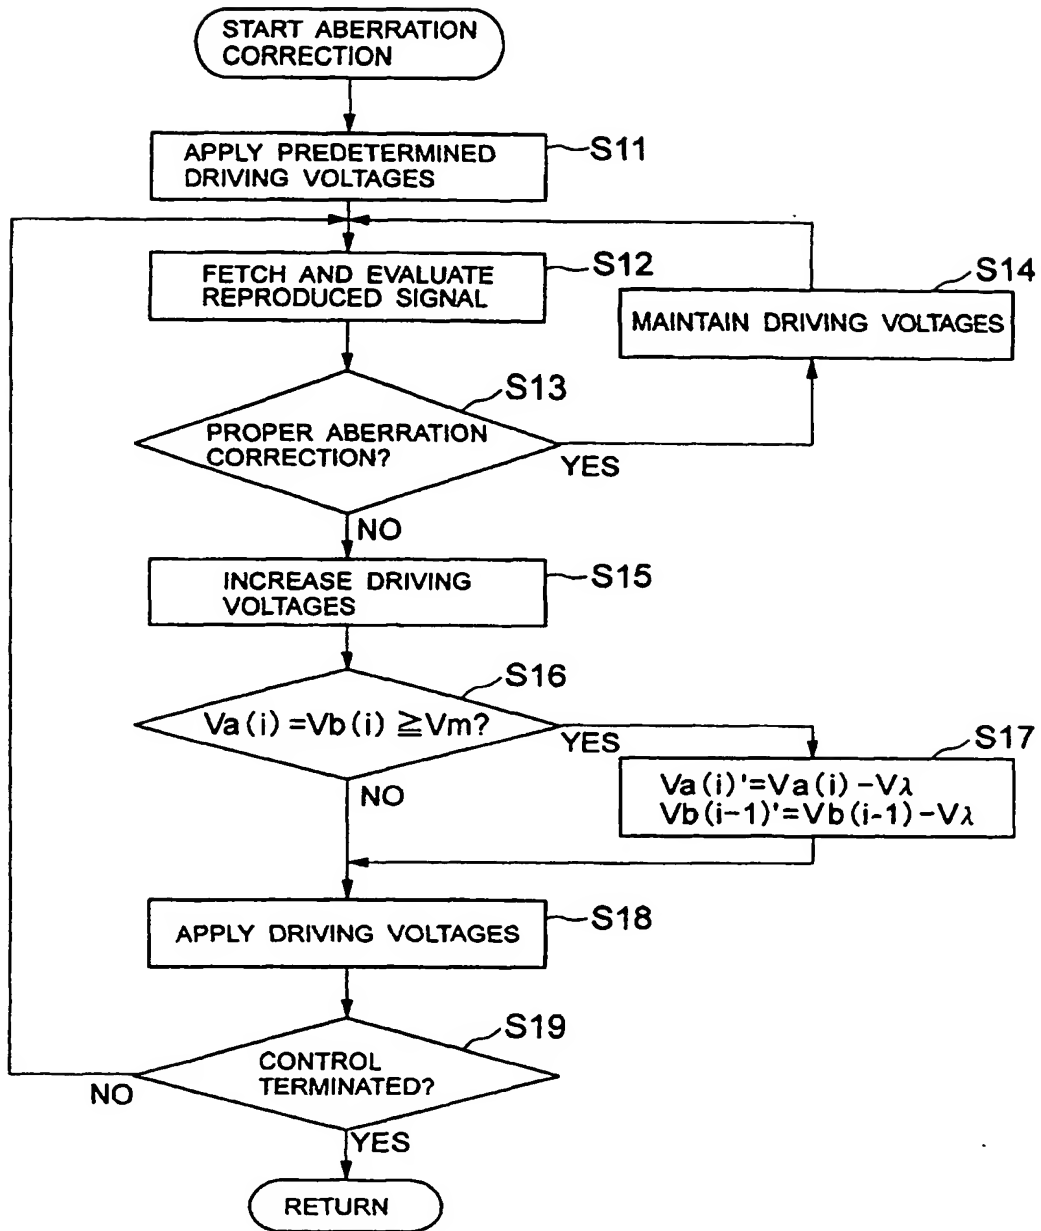 START ABERRATION
CORRECTION
APPLY PREDETERMINED
DRIVING VOLTAGES
S11
FETCH AND EVALUATE
REPRODUCED SIGNAL
S12
S14
MAINTAIN DRIVING VOLTAGES
S13
PROPER ABERRATION
CORRECTION?
YES
NO
INCREASE DRIVING
VOLTAGES
S15
S16
Va(i)=Vb(i)≧Vm?
YES
NO
S17
Va(i)'=Va(i)-Vλ
Vb(i-1)'=Vb(i-1)-Vλ
APPLY DRIVING VOLTAGES
S18
S19
CONTROL
TERMINATED?
NO
YES
RETURN